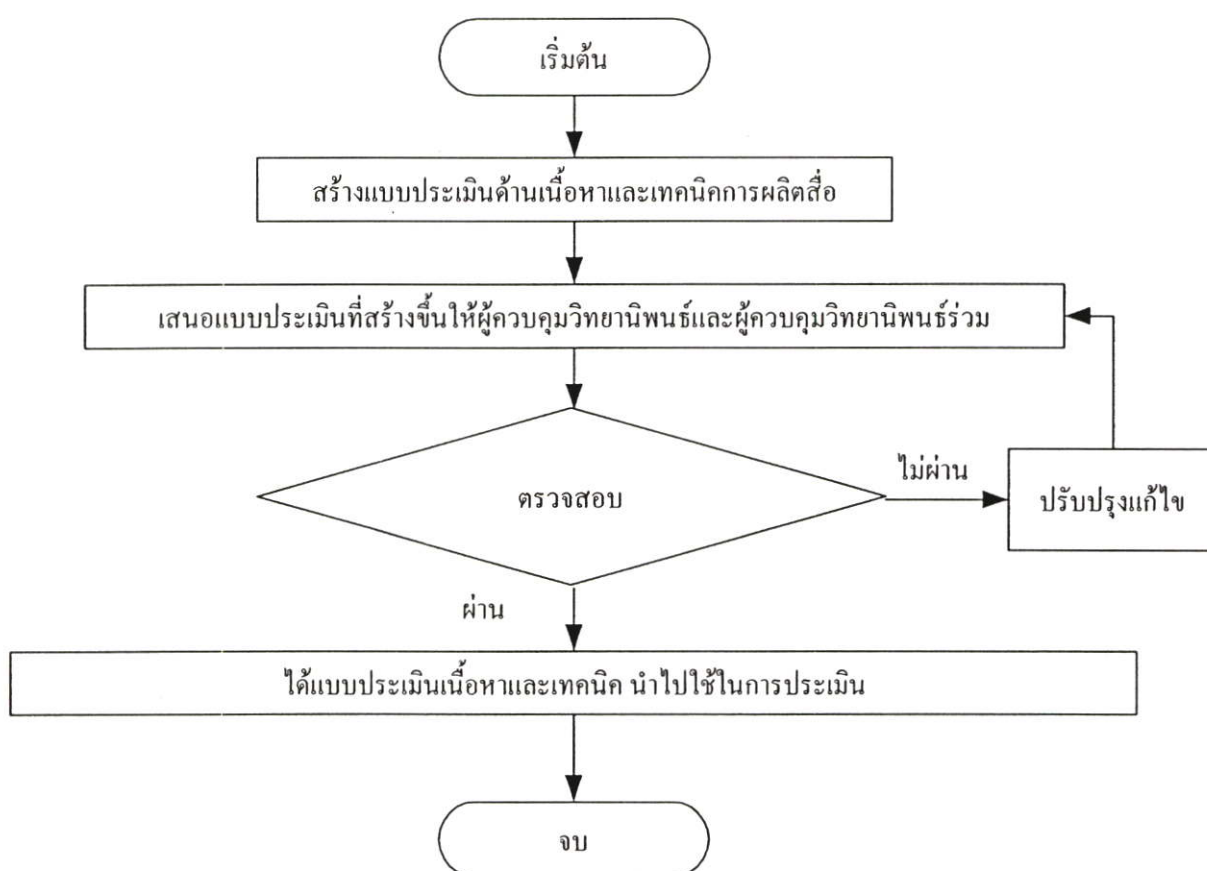 เริ่มต้น
สร้างแบบประเมินด้านเนื้อหาและเทคนิคการผลิตสื่อ
เสนอแบบประเมินที่สร้างขึ้นให้ผู้ควบคุมวิทยานิพนธ์และผู้ควบคุมวิทยานิพนธ์ร่วม
ตรวจสอบ
ไม่ผ่าน
ปรับปรุงแก้ไข
ผ่าน
ได้แบบประเมินเนื้อหาและเทคนิค นำไปใช้ในการประเมิน
จบ